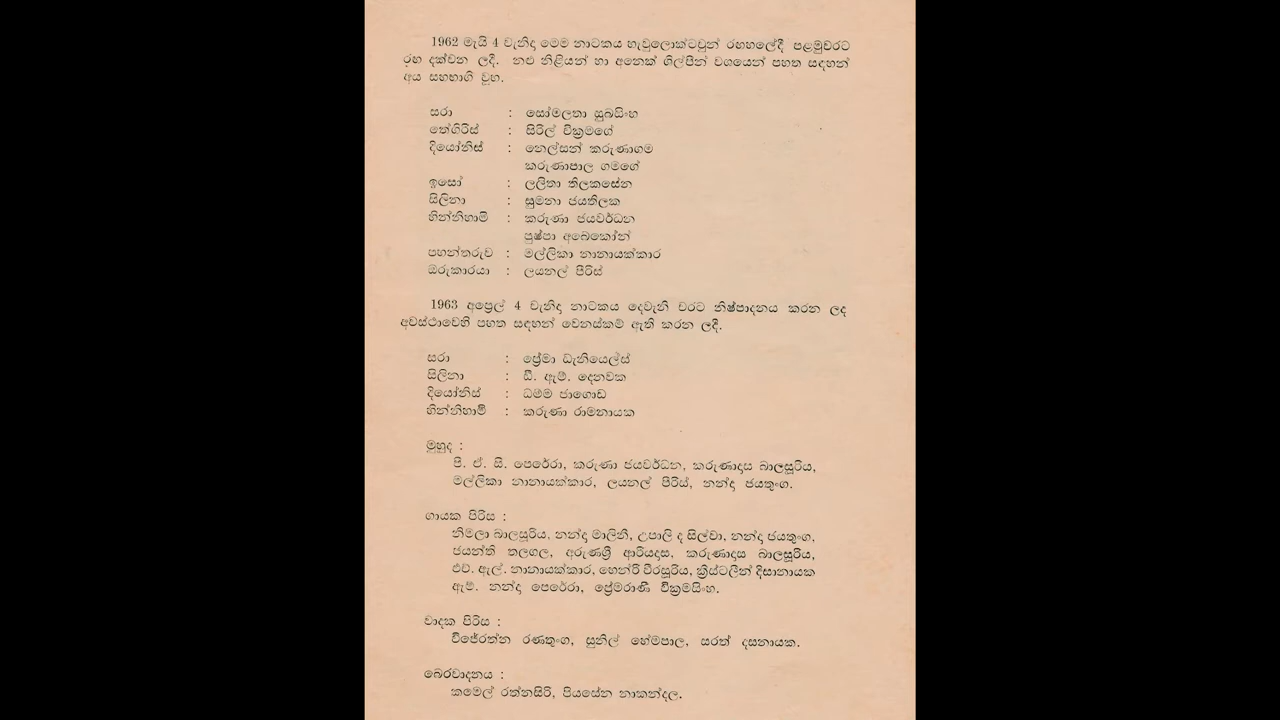 1962 මැයි 4 වැනිදා මෙම නාටකය හැව්ලොක්ටවුන් රඟහලේදී පළමුවරට
රඟ දක්වන ලදී. නළු නිළියන් හා අනෙක් ශිල්පීන් වශයෙන් පහත සඳහන්
අය සහභාගී වූහ.
සරා : සෝමලතා සුබසිංහ
තේගිරිස් : සිරිල් වික්‍රමගේ
දියෝනිස් : නෙල්සන් කරුණාගම
කරුණාපාල ගමගේ
ඉසෝ : ලලිතා තිලකසේන
සිලිනා : සුමනා ජයතිලක
හින්නිහාමි : කරුණා ජයවර්ධන
පුෂ්පා අබෙකෝන්
පහන්තරුව : මල්ලිකා නානායක්කාර
ඔරුකාරයා : ලයනල් පීරිස්
1963 අප්‍රෙල් 4 වැනිදා නාටකය දෙවැනි වරට නිෂ්පාදනය කරන ලද
අවස්ථාවෙහි පහත සඳහන් වෙනස්කම් ඇති කරන ලදී.
සරා : ප්‍රේමා ඩැනියෙල්ස්
සිලිනා : ඩී. ඇම්. දෙනවක
දියෝනිස් : ධම්ම ජාගොඩ
හින්නිහාමි : කරුණා රාමනායක
මුහුද :
පී. ඒ. සී. පෙරේරා, කරුණා ජයවර්ධන, කරුණාදාස බාලසූරිය,
මල්ලිකා නානායක්කාර, ලයනල් පීරිස්, නන්දා ජයතුංග.
ගායක පිරිස :
නිමලා බාලසූරිය, නන්දා මාලිනී, උපාලි ද සිල්වා, නන්දා ජයතුංග,
ජයන්ති තලගල, අරුණශ්‍රී ආරියදාස, කරුණාදාස බාලසූරිය,
එච්. ඇල්. නානායක්කාර, හෙන්රි වීරසූරිය, ක්‍රිස්ටලින් දිසානායක
ඇම්. නන්දා පෙරේරා, ප්‍රේමරාණි වික්‍රමසිංහ.
වාදක පිරිස :
විජේරත්න රණතුංග, සුනිල් හේමපාල, සරත් දසනායක.
බෙරවාදනය :
කමෙල් රත්නසිරි, පියසේන නාකන්දල.